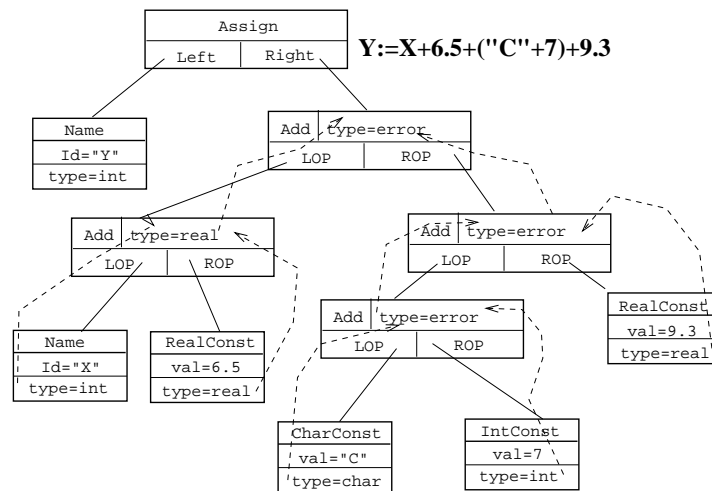 Assign
Left Right
Y:=X+6.5+("C"+7)+9.3
Name
Id="Y"
type=int
Add type=error
LOP ROP
Add type=real
LOP ROP
Add type=error
LOP ROP
Name
Id="X"
type=int
RealConst
val=6.5
type=real
Add type=error
LOP ROP
RealConst
val=9.3
type=real
CharConst
val="C"
type=char
IntConst
val=7
type=int